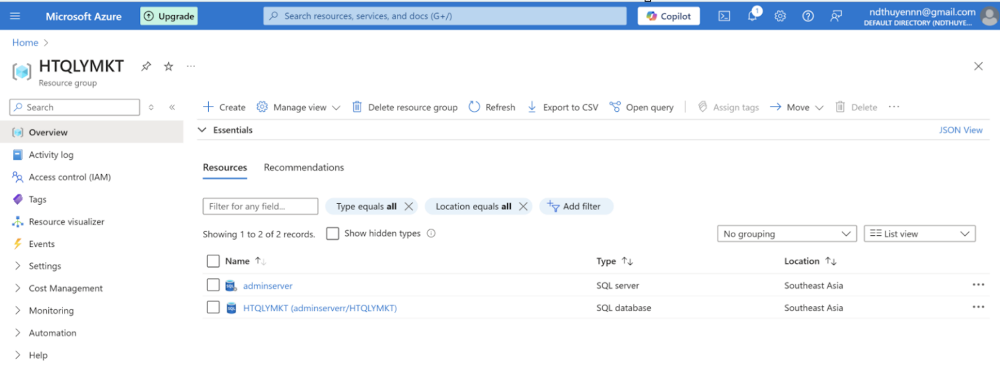 Microsoft Azure
Upgrade
Search resources, services, and docs (G+/)
Copilot
1
ndthuyennn@gmail.com
DEFAULT DIRECTORY (NDTHUYE...
Home >
HTQLYMKT
Resource group
Search
Create
Manage view
Delete resource group
Refresh
Export to CSV
Open query
Assign tags
Move
Delete
Overview
Essentials
JSON View
Activity log
Access control (IAM)
Tags
Resource visualizer
Events
Settings
Cost Management
Monitoring
Automation
Help
Resources
Recommendations
Filter for any field...
Type equals all
Location equals all
Add filter
Showing 1 to 2 of 2 records.
Show hidden types
No grouping
List view
Name
Type
Location
adminserver
SQL server
Southeast Asia
HTQLYMKT (adminserverr/HTQLYMKT)
SQL database
Southeast Asia